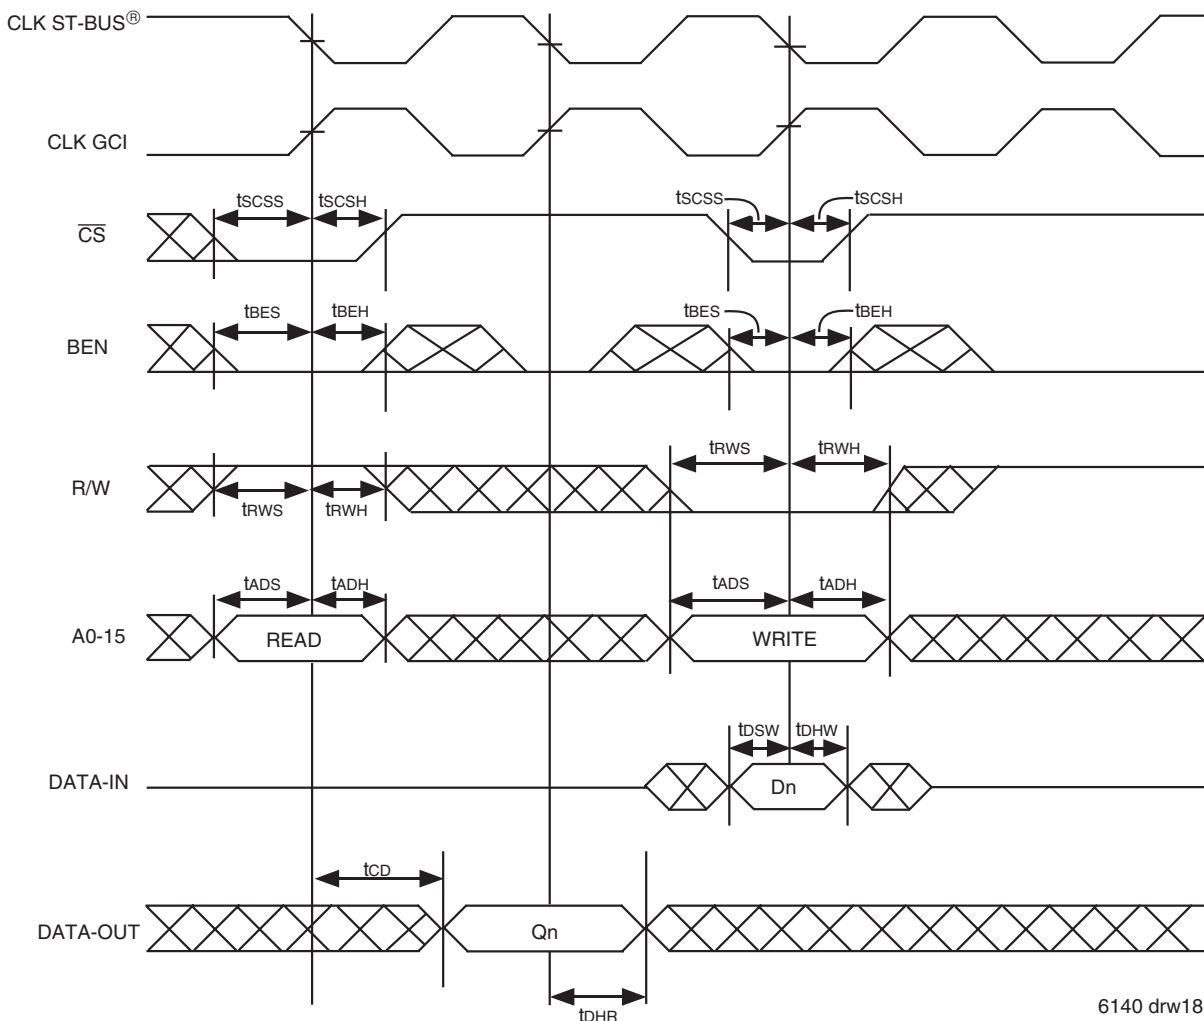 CLK ST-BUS®
CLK GCI
tSCSS tSCSH tSCSS tSCSH
CS
tBES tBEH tBES tBEH
BEN
tRWS tRWH
R/W
tRWS tRWH
tADS tADH tADS tADH
A0-15 READ WRITE
tDSW tDHW
DATA-IN Dn
tCD
DATA-OUT Qn
tDHR
6140 drw18